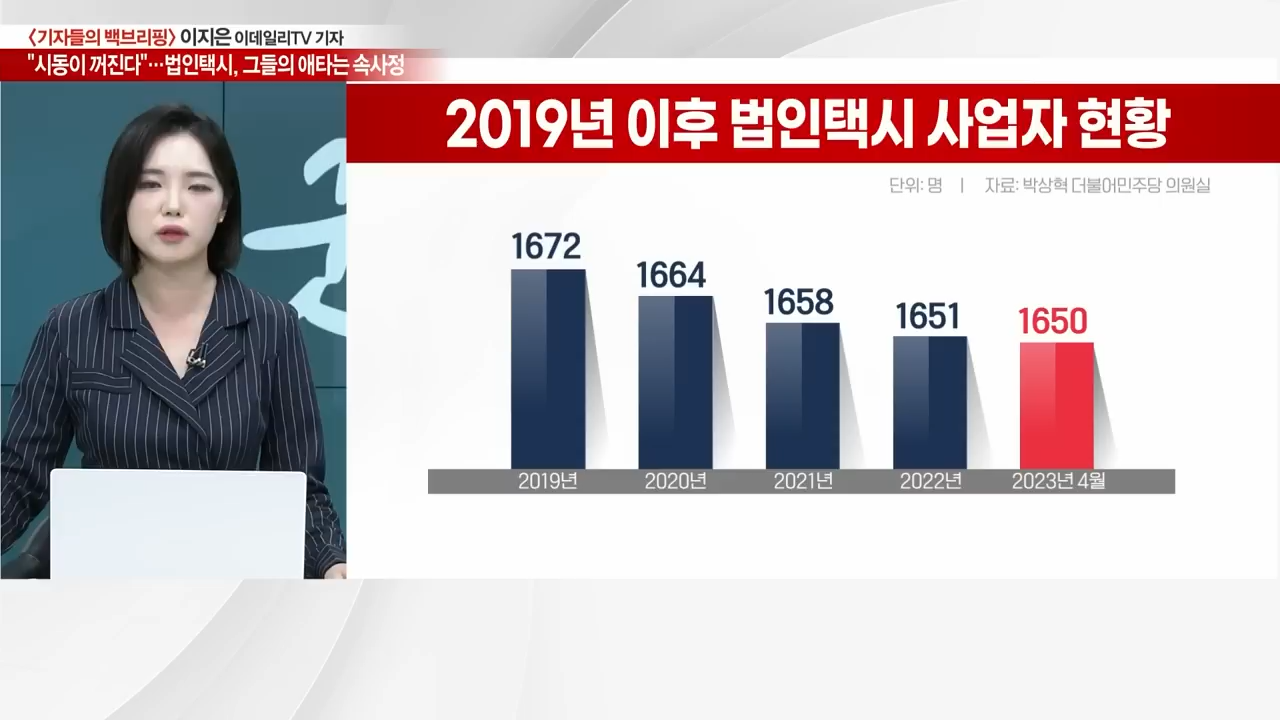 <기자들의 백브리핑> 이지은 이데일리TV 기자
"시동이 꺼진다"…법인택시, 그들의 애타는 속사정
2019년 이후 법인택시 사업자 현황
단위: 명 | 자료: 박상혁 더불어민주당 의원실
1672
1664
1658
1651
1650
2019년
2020년
2021년
2022년
2023년 4월